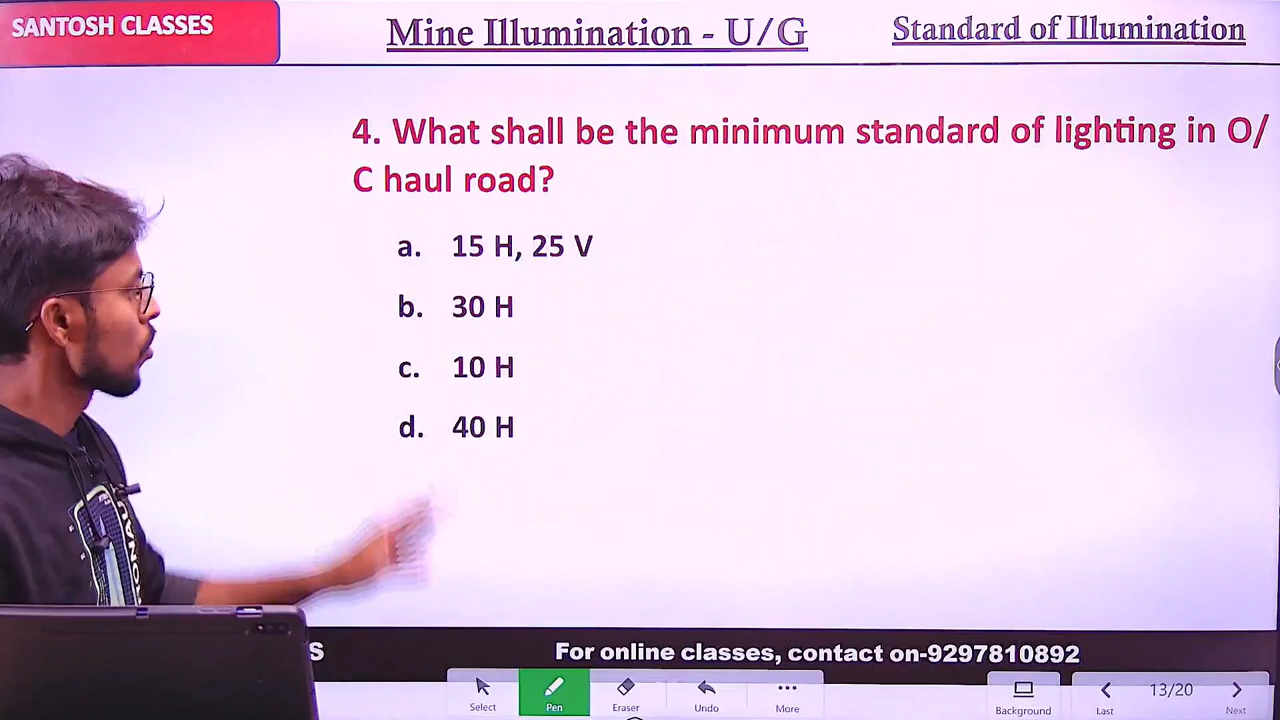 SANTOSH CLASSES
Mine Illumination - U/G
Standard of Illumination
4. What shall be the minimum standard of lighting in O/
C haul road?
a. 15 H, 25 V
b. 30 H
c. 10 H
d. 40 H
S
For online classes, contact on-9297810892
Select
Pen
Eraser
Undo
More
Background
Last
13/20
Next